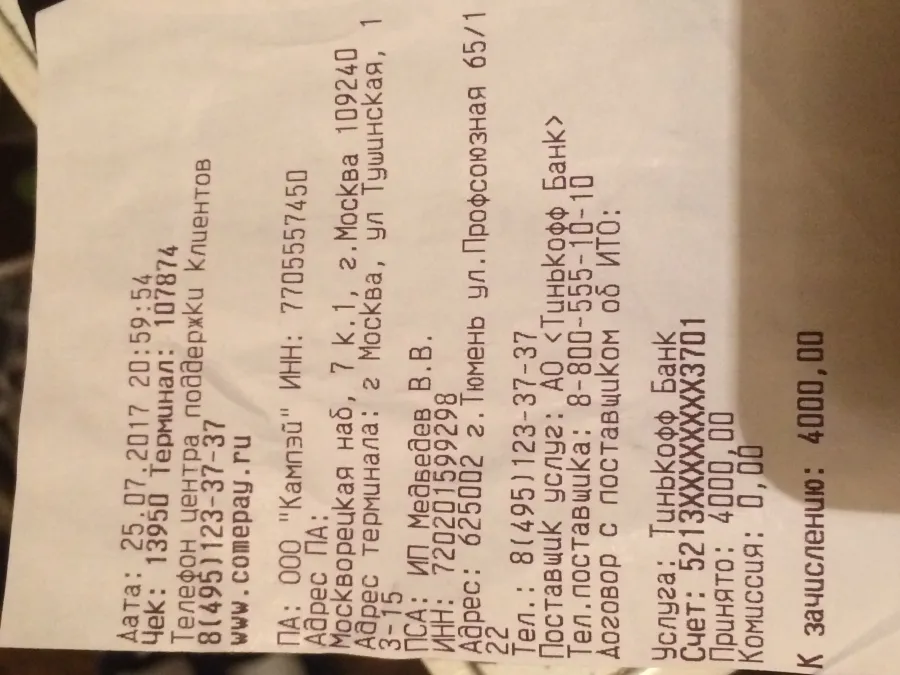 Дата: 25.07.2017 20:59:54
Чек: 13950 Терминал: 107874
Телефон центра поддержки клиентов
8(495)123-37-37
www.comepay.ru
ПА: ООО "Кампэй" ИНН: 7705557450
Адрес ПА:
Москворецкая наб, 7 к.1, г.Москва 109240
Адрес терминала: г Москва, ул Тушинская, 1
3-15
ПСА: ИП Медведев В.В.
ИНН: 720201599298
Адрес: 625002 г.Тюмень ул.Профсоюзная 65/1
22
Тел.: 8(495)123-37-37
Поставщик услуг: АО <Тинькофф Банк>
Тел.поставщика: 8-800-555-10-10
Договор с поставщиком об ИТО:
Услуга: Тинькофф Банк
Счет: 5213XXXXXXXX3701
Принято: 4000,00
Комиссия: 0,00
К зачислению: 4000,00